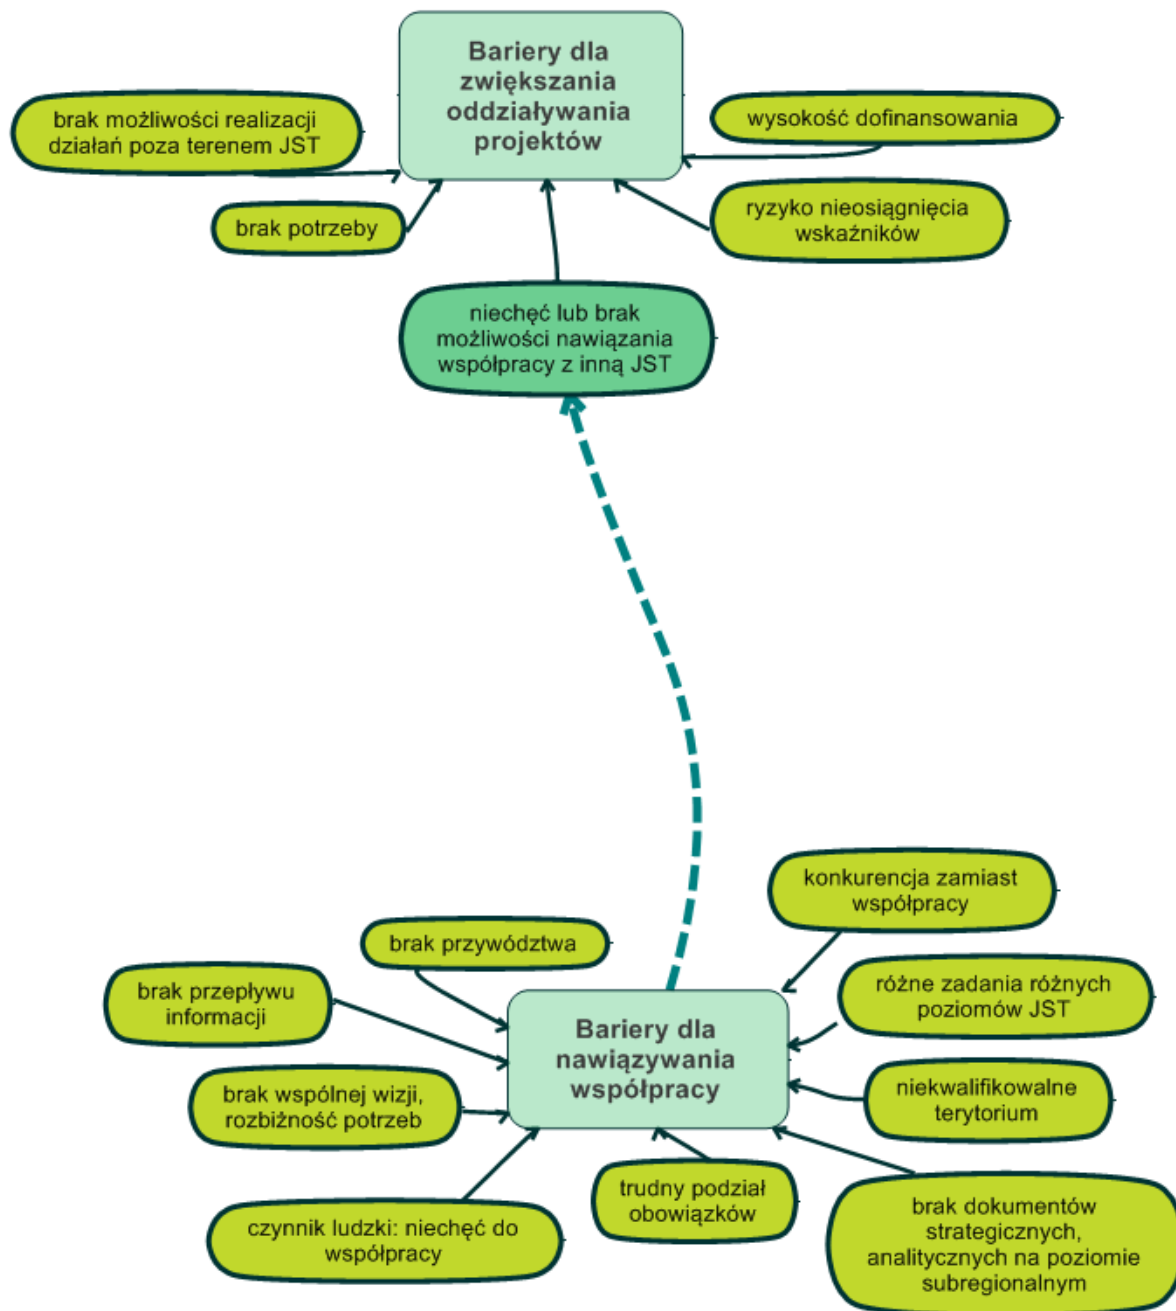 Bariery dla
zwiększania
oddziaływania
projektów
brak możliwości realizacji
działań poza terenem JST
wysokość dofinansowania
brak potrzeby
ryzyko nieosiągnięcia
wskaźników
niechęć lub brak
możliwości nawiązania
współpracy z inną JST
konkurencja zamiast
współpracy
brak przywództwa
brak przepływu
informacji
różne zadania różnych
poziomów JST
Bariery dla
nawiązywania
współpracy
brak wspólnej wizji,
rozbiżność potrzeb
niekwalifikowalne
terytorium
trudny podział
obowiązków
czynnik ludzki: niechęć do
współpracy
brak dokumentów
strategicznych,
analitycznych na poziomie
subregionalnym